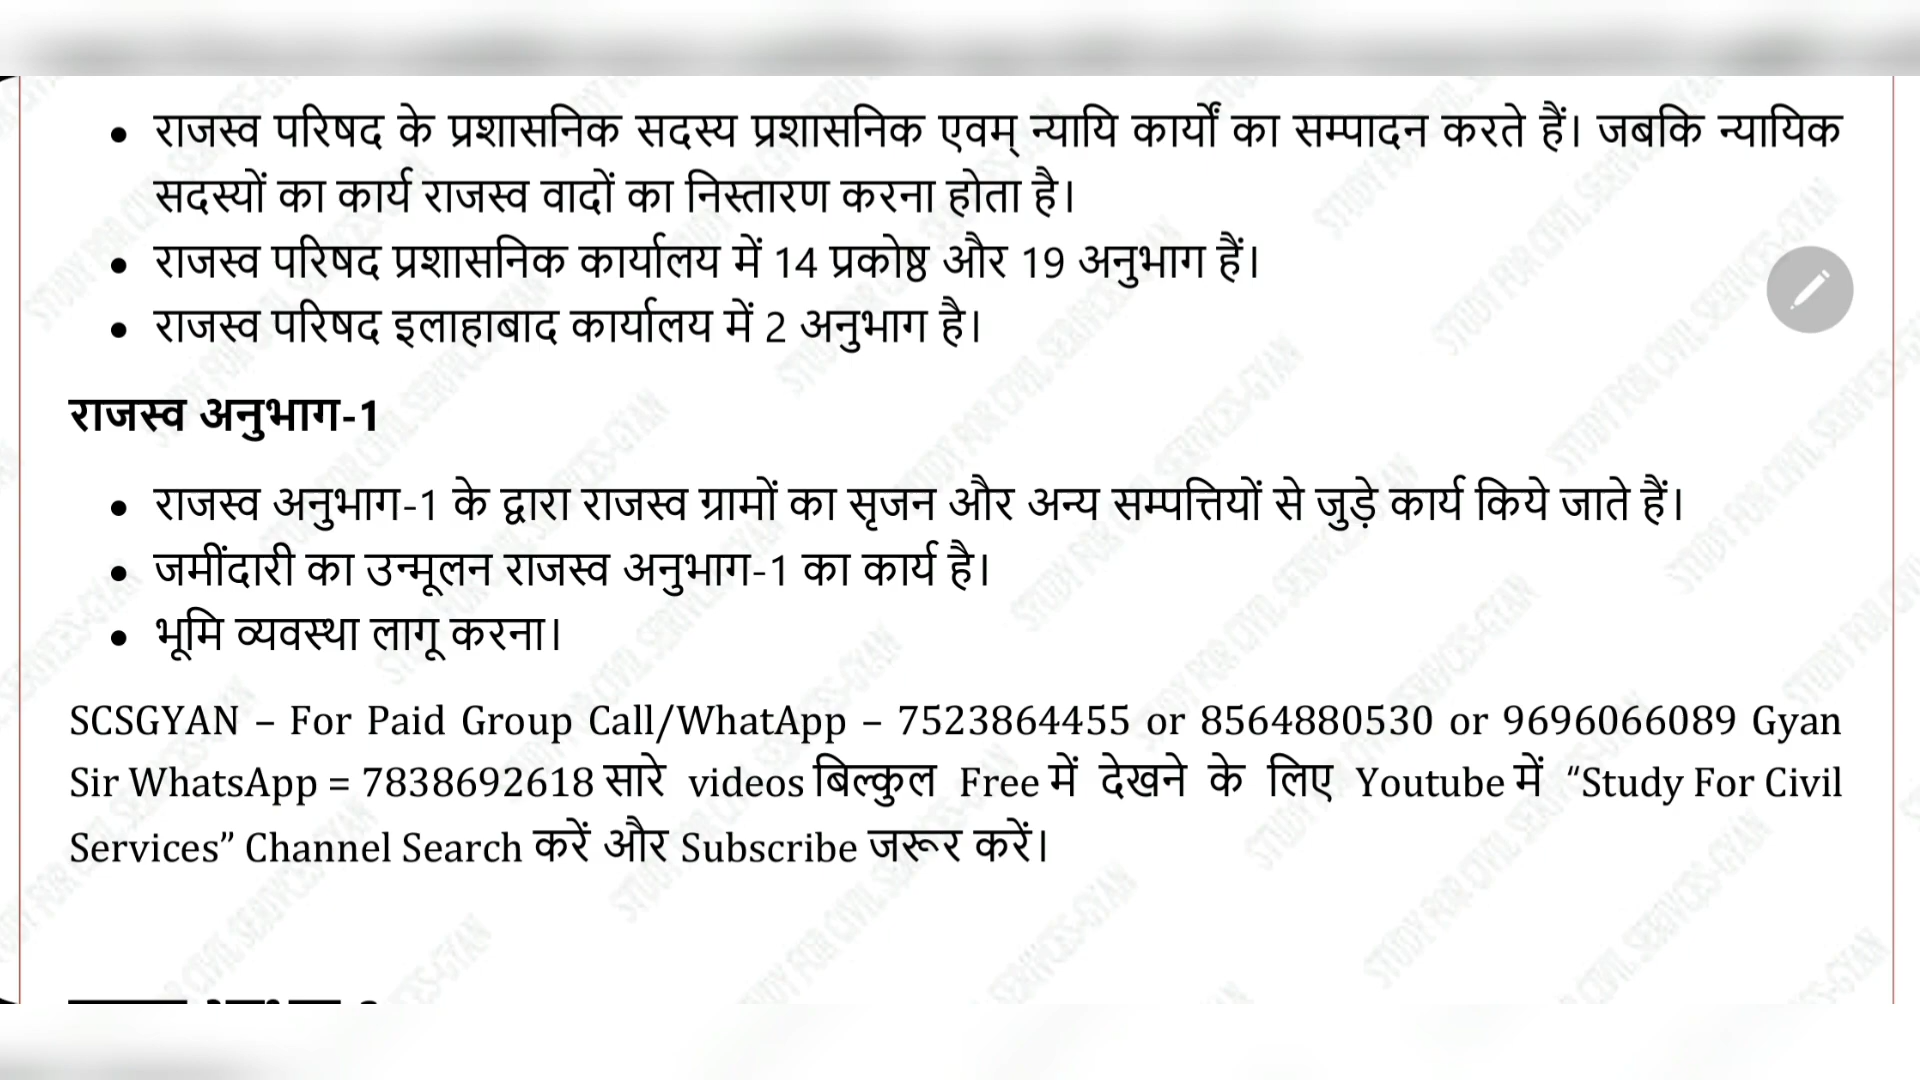 • राजस्व परिषद के प्रशासनिक सदस्य प्रशासनिक एवम् न्यायि कार्यों का सम्पादन करते हैं। जबकि न्यायिक
सदस्यों का कार्य राजस्व वादों का निस्तारण करना होता है।
• राजस्व परिषद प्रशासनिक कार्यालय में 14 प्रकोष्ठ और 19 अनुभाग हैं।
• राजस्व परिषद इलाहाबाद कार्यालय में 2 अनुभाग है।
राजस्व अनुभाग-1
• राजस्व अनुभाग-1 के द्वारा राजस्व ग्रामों का सृजन और अन्य सम्पत्तियों से जुड़े कार्य किये जाते हैं।
• जमींदारी का उन्मूलन राजस्व अनुभाग-1 का कार्य है।
• भूमि व्यवस्था लागू करना।
SCSGYAN – For Paid Group Call/WhatApp – 7523864455 or 8564880530 or 9696066089 Gyan
Sir WhatsApp = 7838692618 सारे videos बिल्कुल Free में देखने के लिए Youtube में “Study For Civil
Services” Channel Search करें और Subscribe जरूर करें।